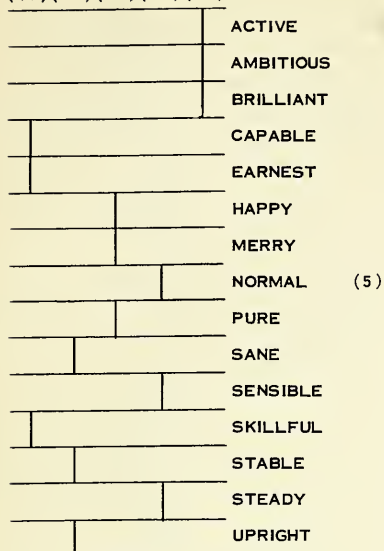 ACTIVE
AMBITIOUS
BRILLIANT
CAPABLE
EARNEST
HAPPY
MERRY
NORMAL (5)
PURE
SANE
SENSIBLE
SKILLFUL
STABLE
STEADY
UPRIGHT